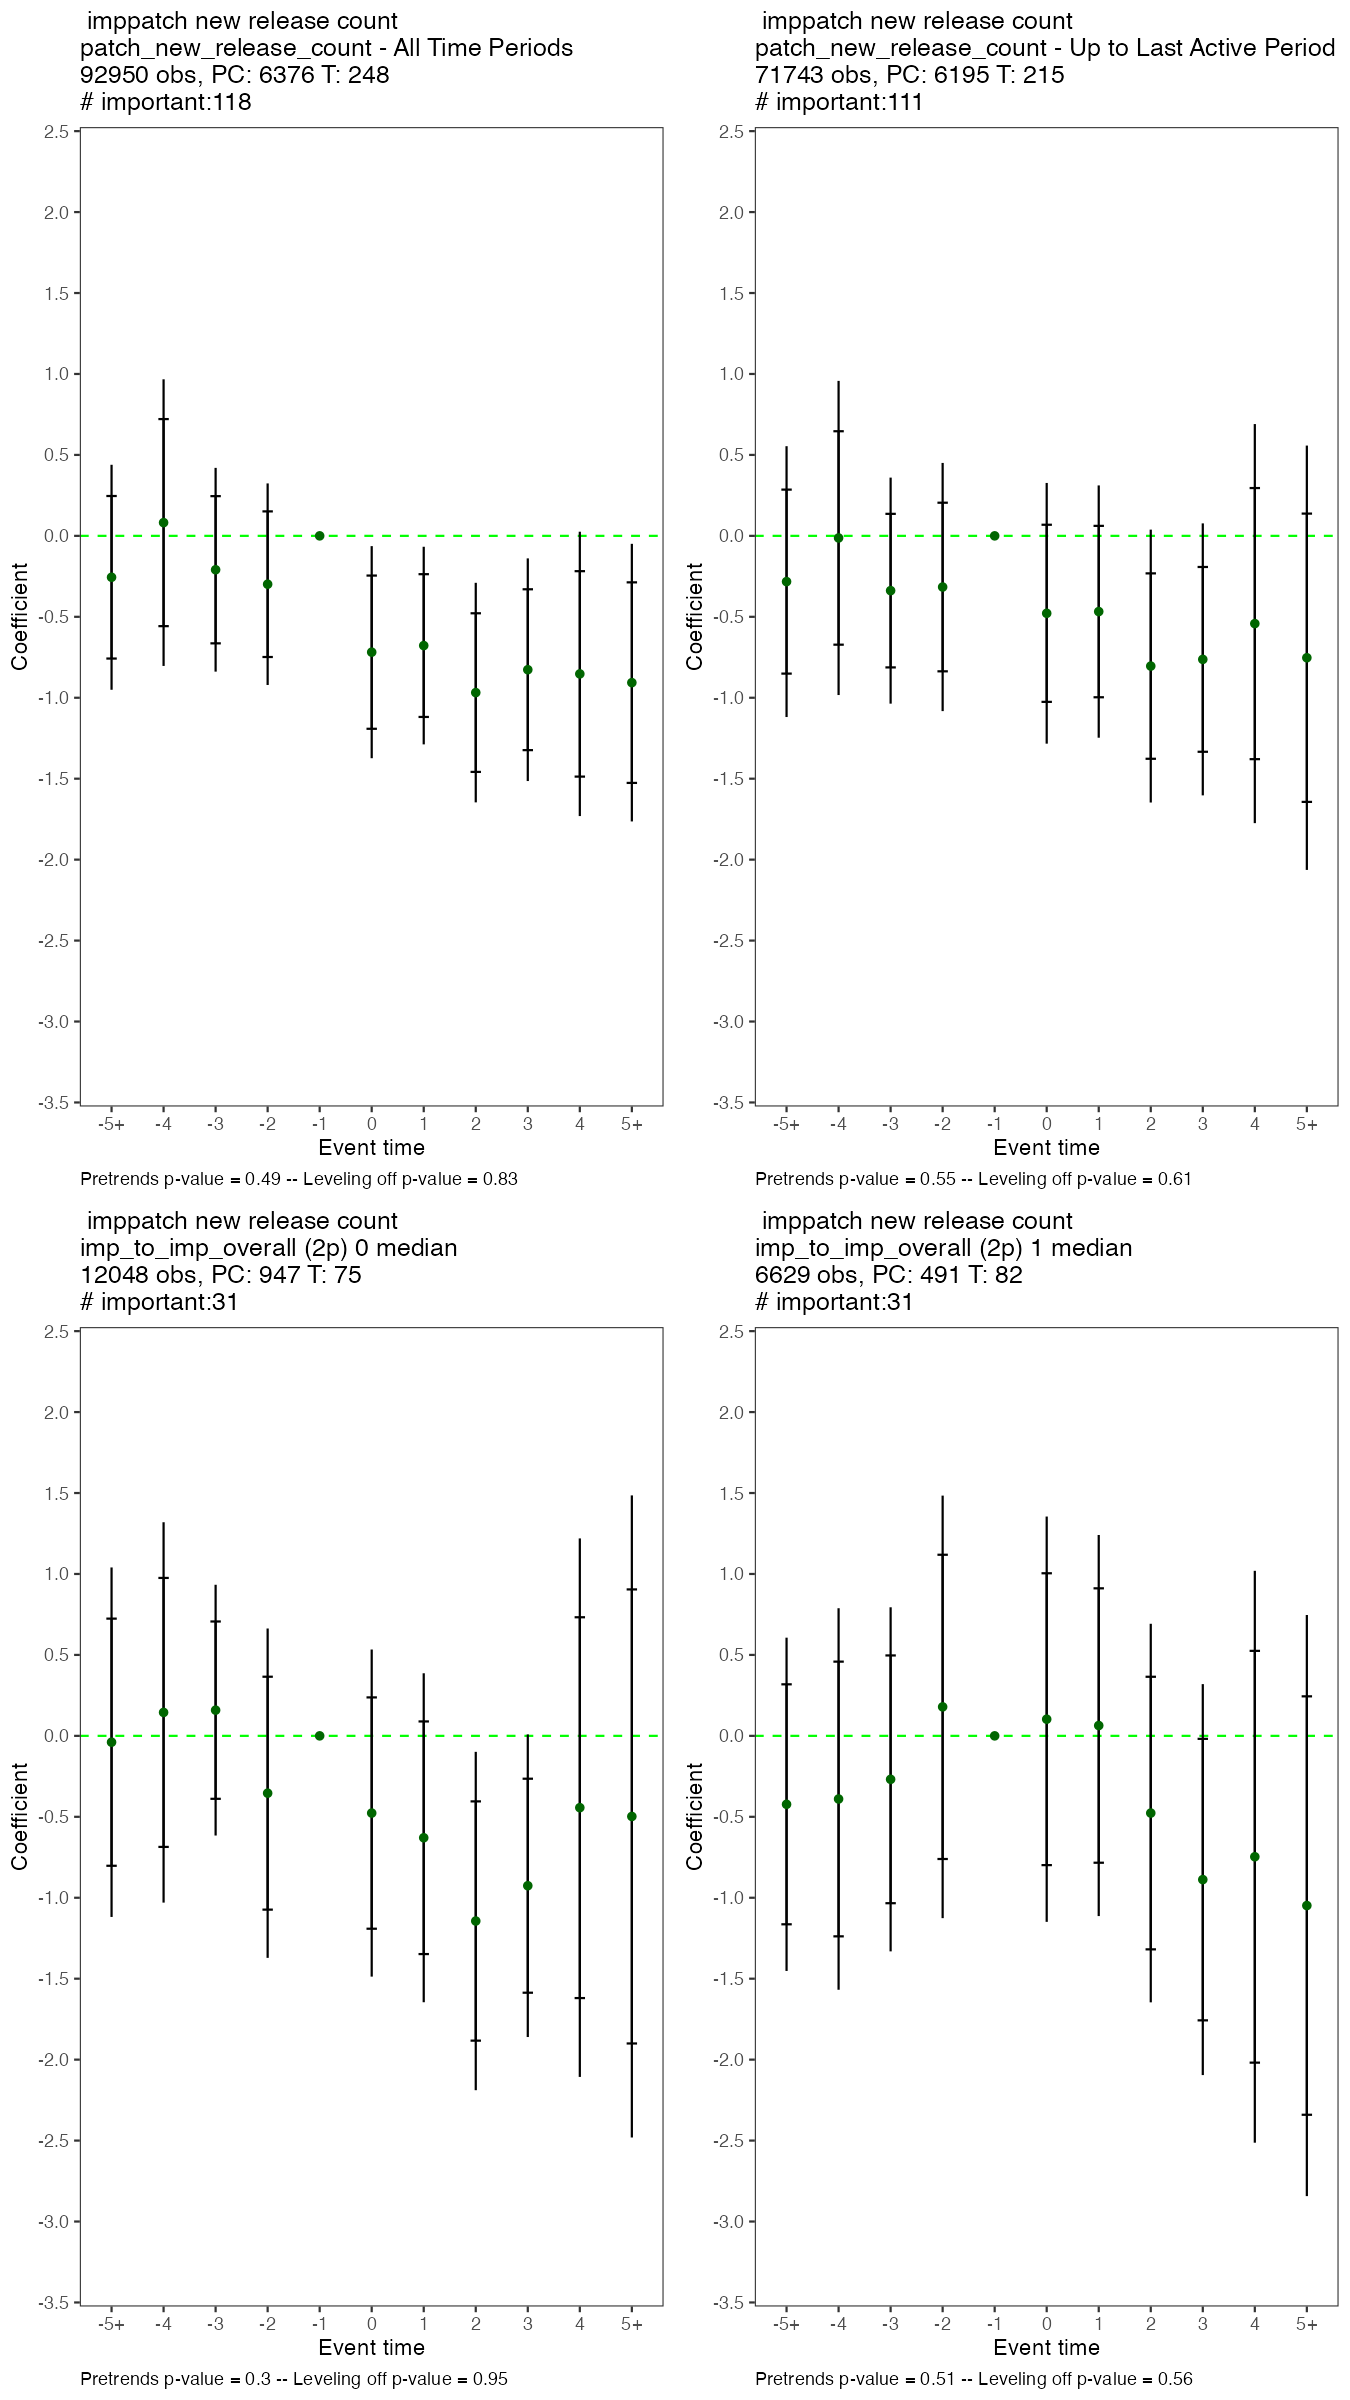 imppatch new release count
patch_new_release_count - All Time Periods
92950 obs, PC: 6376 T: 248
# important:118
2.5
2.0
1.5
1.0
0.5
0.0
-0.5
-1.0
-1.5
-2.0
-2.5
-3.0
-3.5
Coefficient
-5+ -4 -3 -2 -1 0 1 2 3 4 5+
Event time
Pretrends p-value = 0.49 -- Leveling off p-value = 0.83
imppatch new release count
patch_new_release_count - Up to Last Active Period
71743 obs, PC: 6195 T: 215
# important:111
2.5
2.0
1.5
1.0
0.5
0.0
-0.5
-1.0
-1.5
-2.0
-2.5
-3.0
-3.5
Coefficient
-5+ -4 -3 -2 -1 0 1 2 3 4 5+
Event time
Pretrends p-value = 0.55 -- Leveling off p-value = 0.61
imppatch new release count
imp_to_imp_overall (2p) 0 median
12048 obs, PC: 947 T: 75
# important:31
2.5
2.0
1.5
1.0
0.5
0.0
-0.5
-1.0
-1.5
-2.0
-2.5
-3.0
-3.5
Coefficient
-5+ -4 -3 -2 -1 0 1 2 3 4 5+
Event time
Pretrends p-value = 0.3 -- Leveling off p-value = 0.95
imppatch new release count
imp_to_imp_overall (2p) 1 median
6629 obs, PC: 491 T: 82
# important:31
2.5
2.0
1.5
1.0
0.5
0.0
-0.5
-1.0
-1.5
-2.0
-2.5
-3.0
-3.5
Coefficient
-5+ -4 -3 -2 -1 0 1 2 3 4 5+
Event time
Pretrends p-value = 0.51 -- Leveling off p-value = 0.56